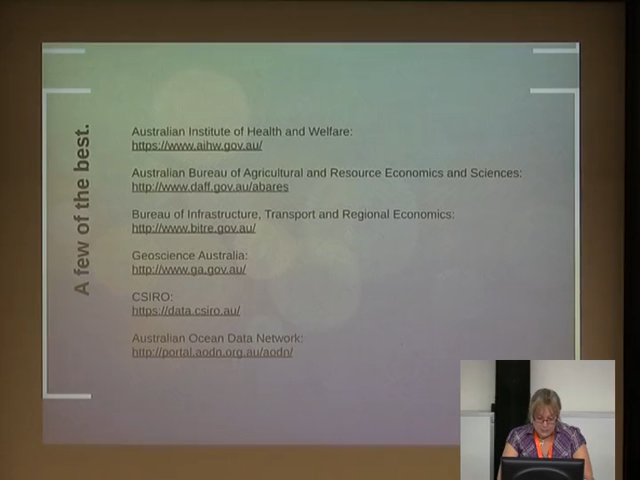 A few of the best.
Australian Institute of Health and Welfare:
https://www.aihw.gov.au/
Australian Bureau of Agricultural and Resource Economics and Sciences:
http://www.daff.gov.au/abares
Bureau of Infrastructure, Transport and Regional Economics:
http://www.bitre.gov.au/
Geoscience Australia:
http://www.ga.gov.au/
CSIRO:
https://data.csiro.au/
Australian Ocean Data Network:
http://portal.aodn.org.au/aodn/